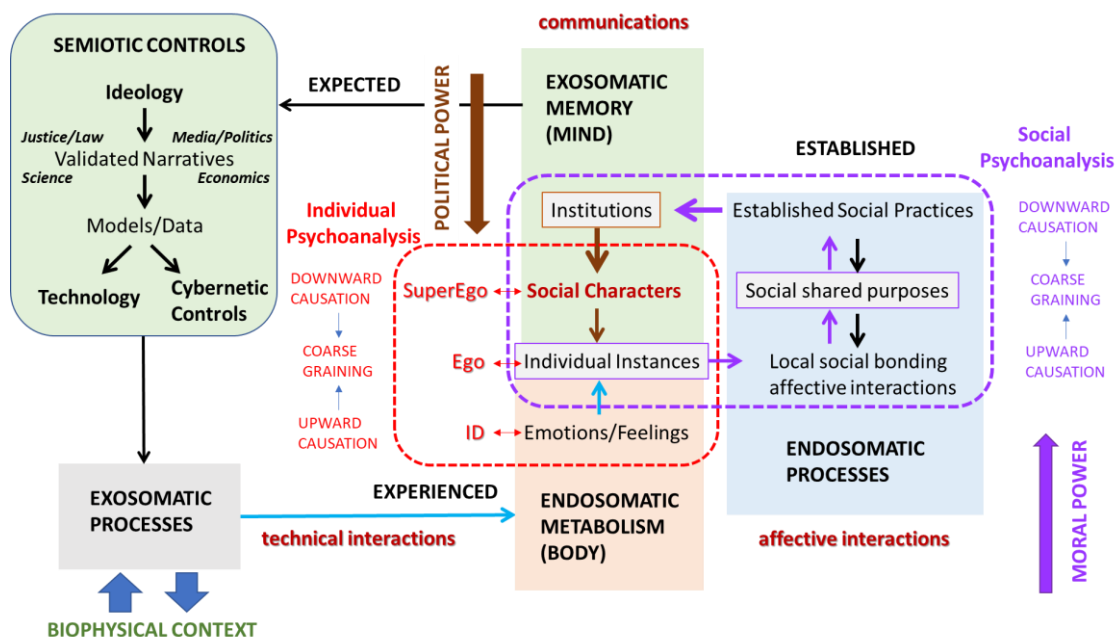 communications
SEMIOTIC CONTROLS
Ideology
Justice/Law
Media/Politics
Validated Narratives
Science
Economics
Models/Data
Technology
Cybernetic
Controls
EXPECTED
POLITICAL POWER
EXOSOMATIC
MEMORY
(MIND)
ESTABLISHED
Social
Psychoanalysis
Individual
Psychoanalysis
Institutions
Established Social Practices
DOWNWARD
CAUSATION
COARSE
GRAINING
UPWARD
CAUSATION
SuperEgo
Social Characters
Social shared purposes
Ego
Individual Instances
Local social bonding
affective interactions
ID
Emotions/Feelings
DOWNWARD
CAUSATION
COARSE
GRAINING
UPWARD
CAUSATION
EXOSOMATIC
PROCESSES
EXPERIENCED
technical interactions
ENDOSOMATIC
METABOLISM
(BODY)
ENDOSOMATIC
PROCESSES
affective interactions
MORAL POWER
BIOPHYSICAL CONTEXT